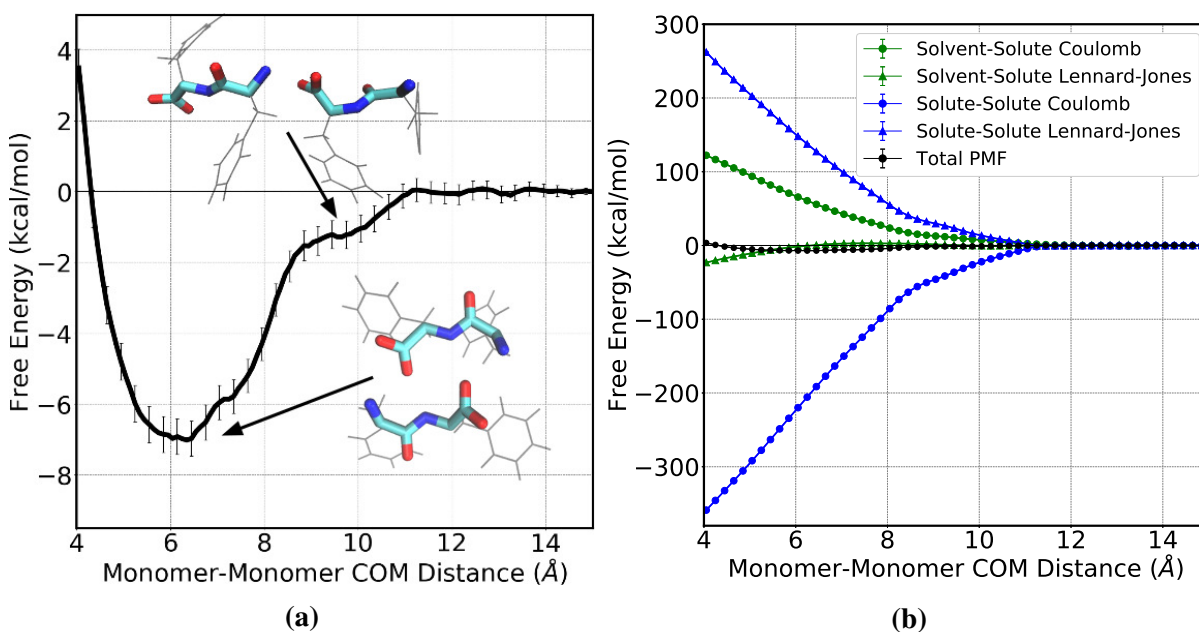 4
2
0
−2
−4
−6
−8
Free Energy (kcal/mol)
4 6 8 10 12 14
Monomer-Monomer COM Distance (Å)
(a)
300
200
100
0
−100
−200
−300
Free Energy (kcal/mol)
Solvent-Solute Coulomb
Solvent-Solute Lennard-Jones
Solute-Solute Coulomb
Solute-Solute Lennard-Jones
Total PMF
4 6 8 10 12 14
Monomer-Monomer COM Distance (Å)
(b)